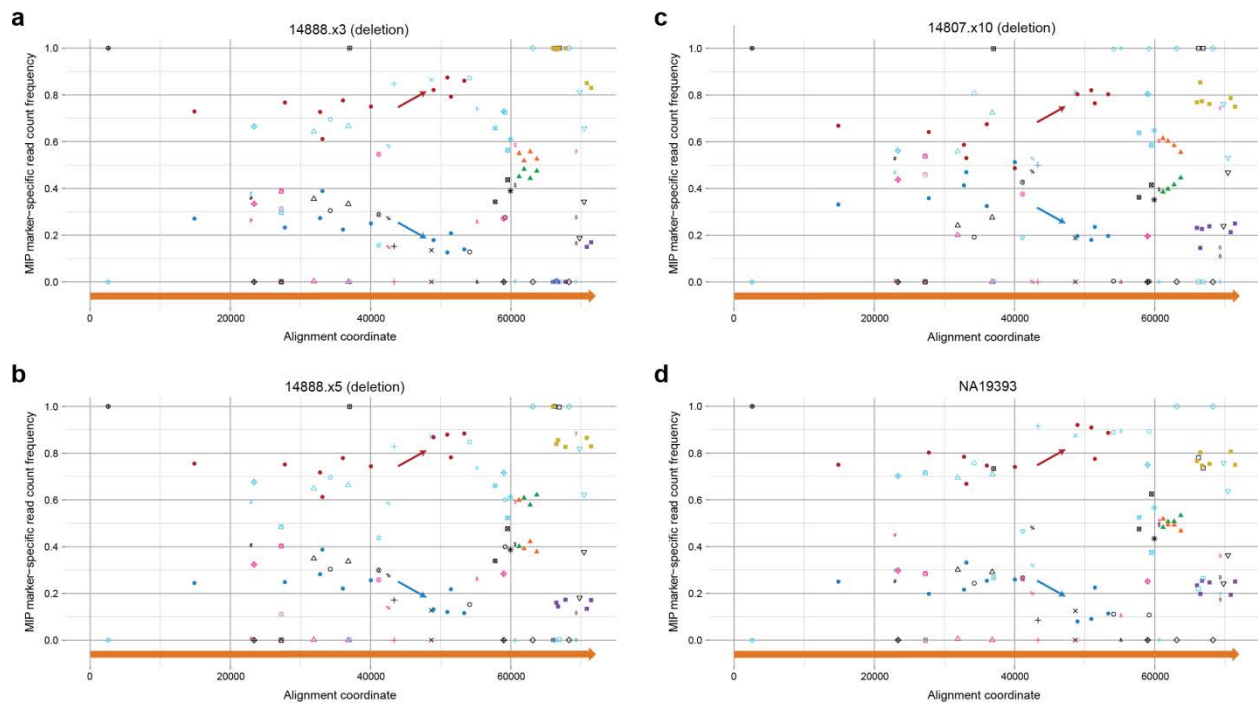 a
14888.x3 (deletion)
MIP marker-specific read count frequency
1.0
0.8
0.6
0.4
0.2
0.0
0
20000
40000
60000
Alignment coordinate
c
14807.x10 (deletion)
MIP marker-specific read count frequency
1.0
0.8
0.6
0.4
0.2
0.0
0
20000
40000
60000
Alignment coordinate
b
14888.x5 (deletion)
MIP marker-specific read count frequency
1.0
0.8
0.6
0.4
0.2
0.0
0
20000
40000
60000
Alignment coordinate
d
NA19393
MIP marker-specific read count frequency
1.0
0.8
0.6
0.4
0.2
0.0
0
20000
40000
60000
Alignment coordinate